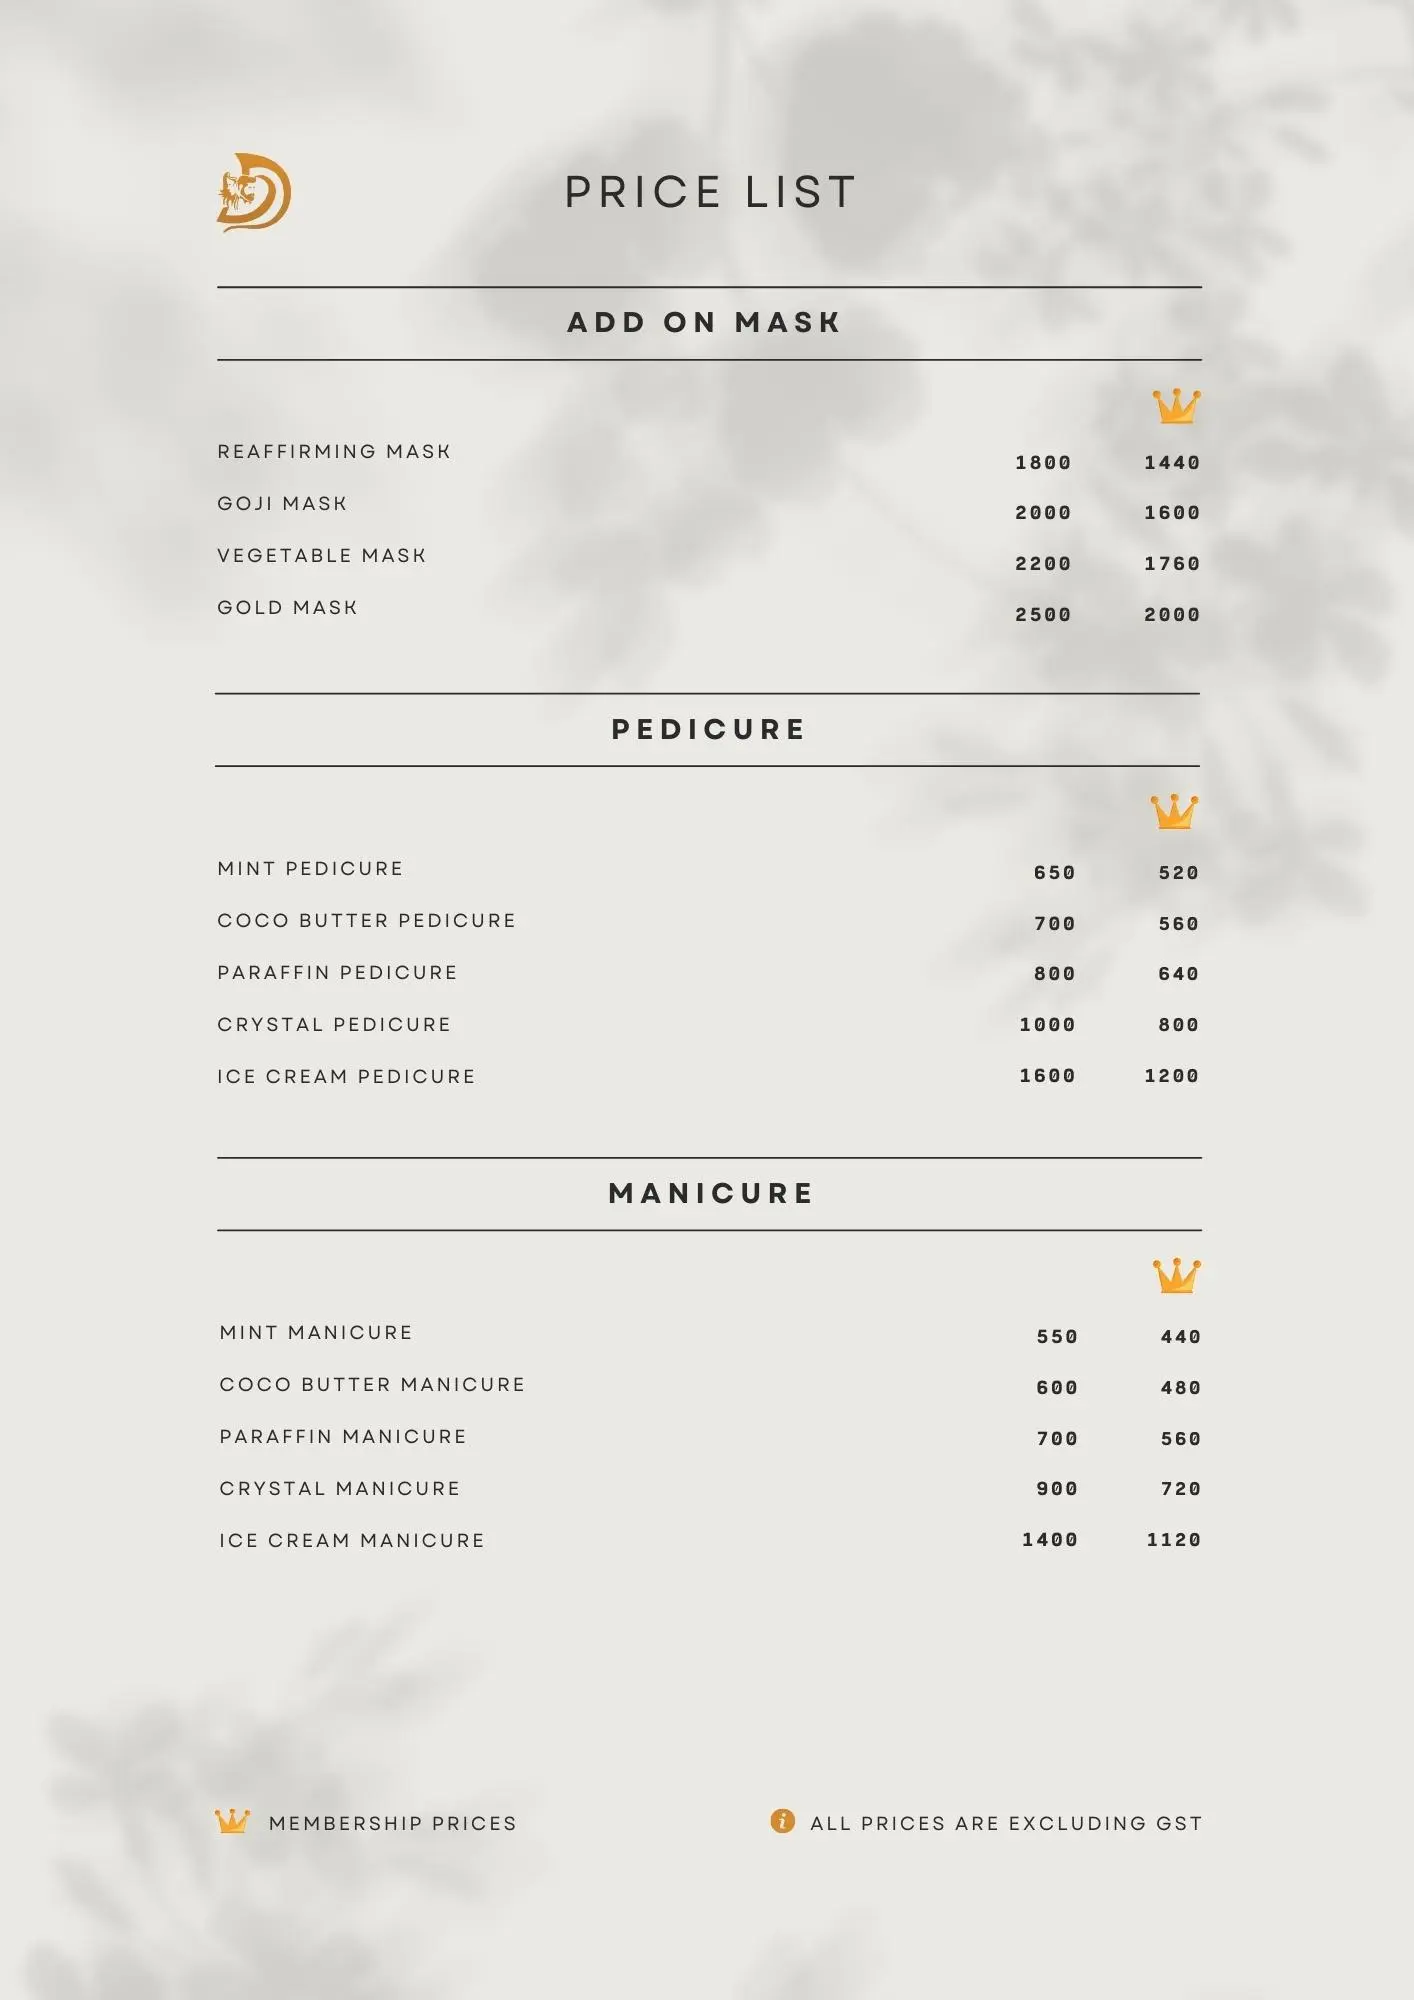 PRICE LIST
ADD ON MASK
REAFFIRMING MASK 1800 1440
GOJI MASK 2000 1600
VEGETABLE MASK 2200 1760
GOLD MASK 2500 2000
PEDICURE
MINT PEDICURE 650 520
COCO BUTTER PEDICURE 700 560
PARAFFIN PEDICURE 800 640
CRYSTAL PEDICURE 1000 800
ICE CREAM PEDICURE 1600 1200
MANICURE
MINT MANICURE 550 440
COCO BUTTER MANICURE 600 480
PARAFFIN MANICURE 700 560
CRYSTAL MANICURE 900 720
ICE CREAM MANICURE 1400 1120
MEMBERSHIP PRICES ALL PRICES ARE EXCLUDING GST